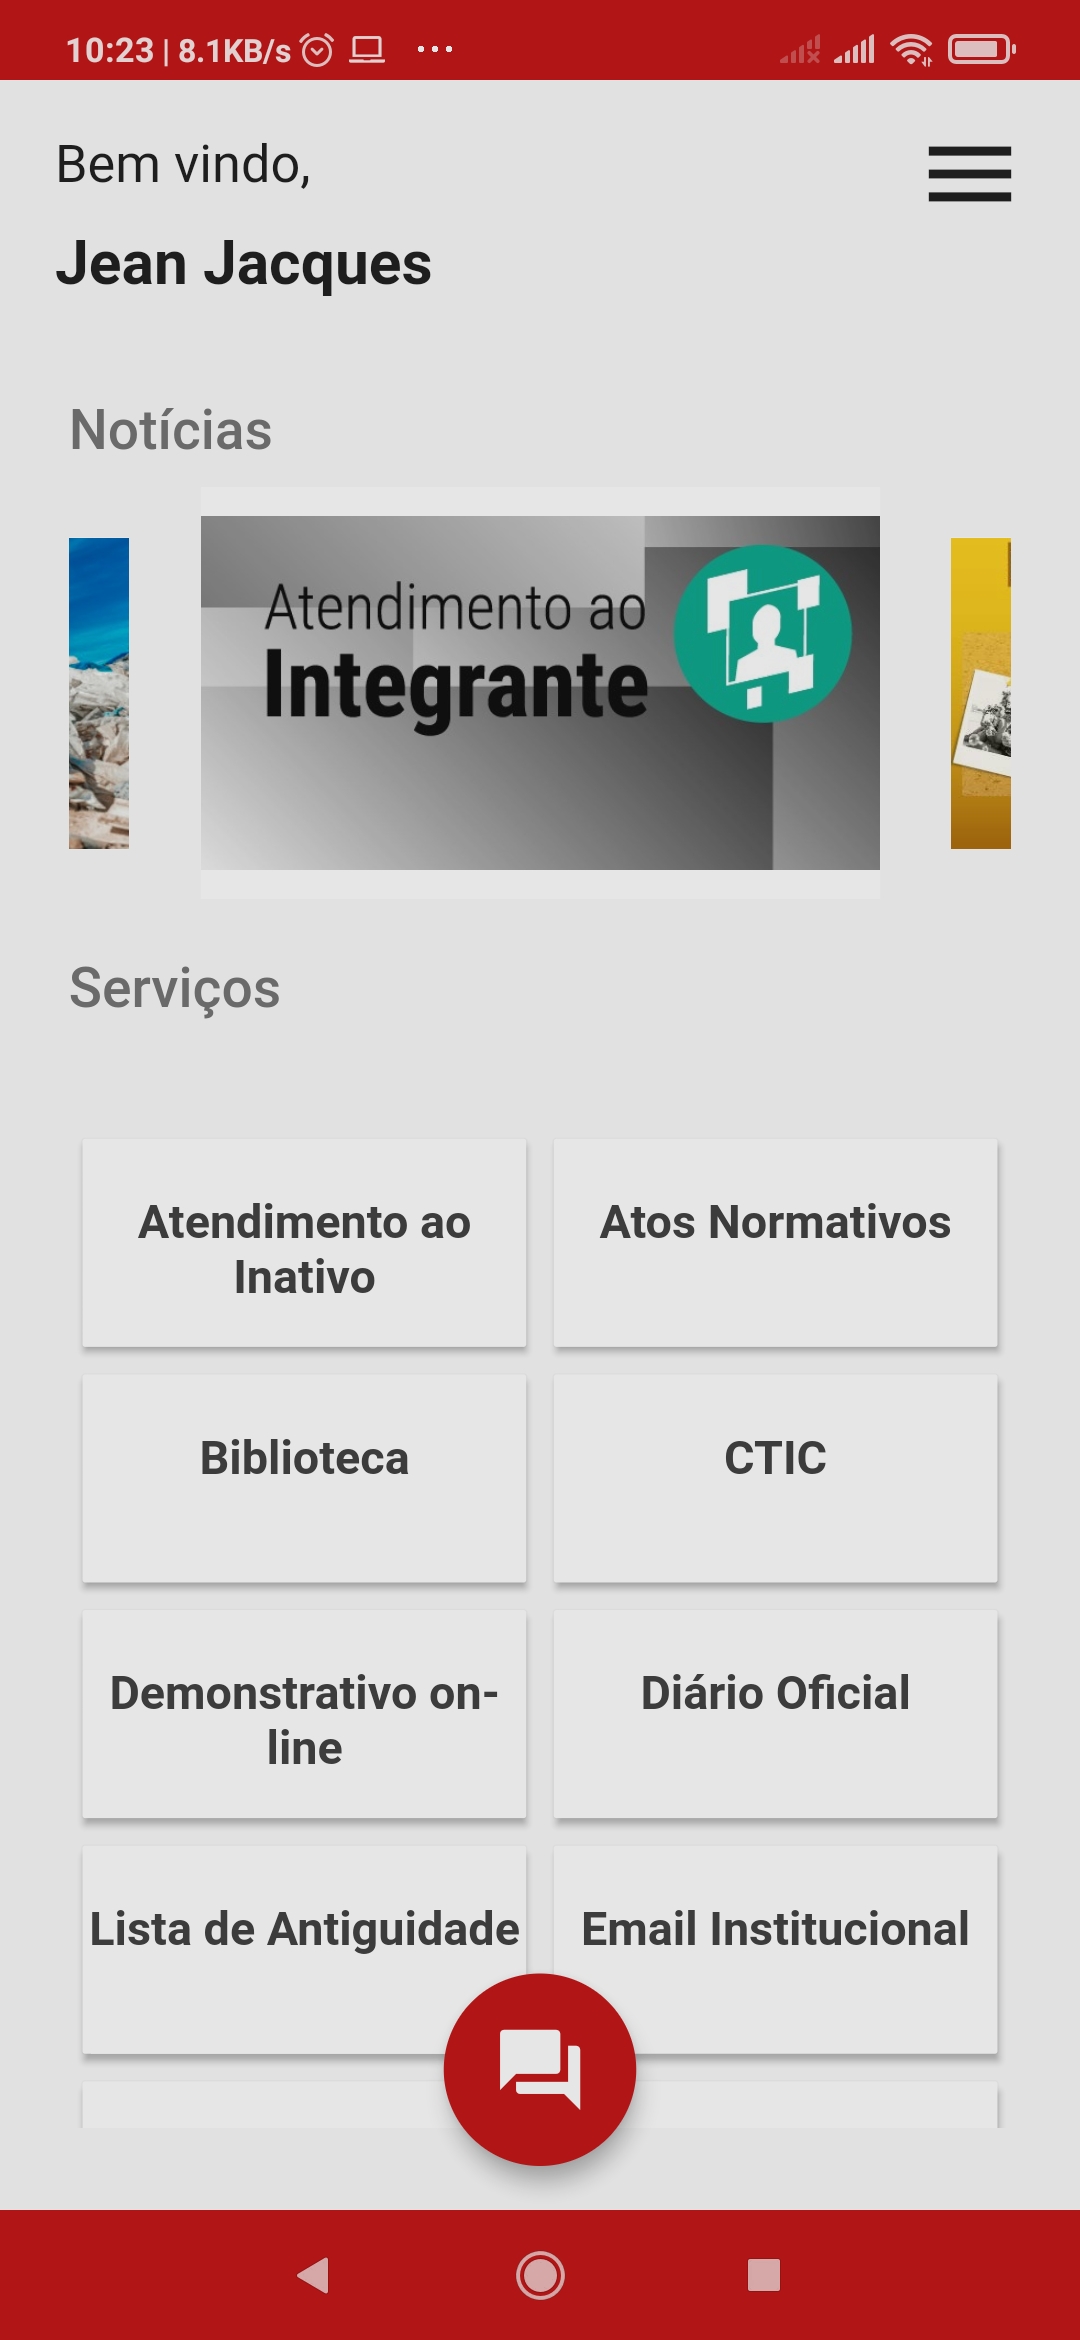 10:23 | 8.1KB/s
Bem vindo,
Jean Jacques
Notícias
Atendimento ao
Integrante
Serviços
Atendimento ao
Inativo
Atos Normativos
Biblioteca
CTIC
Demonstrativo on-
line
Diário Oficial
Lista de Antiguidade
Email Institucional